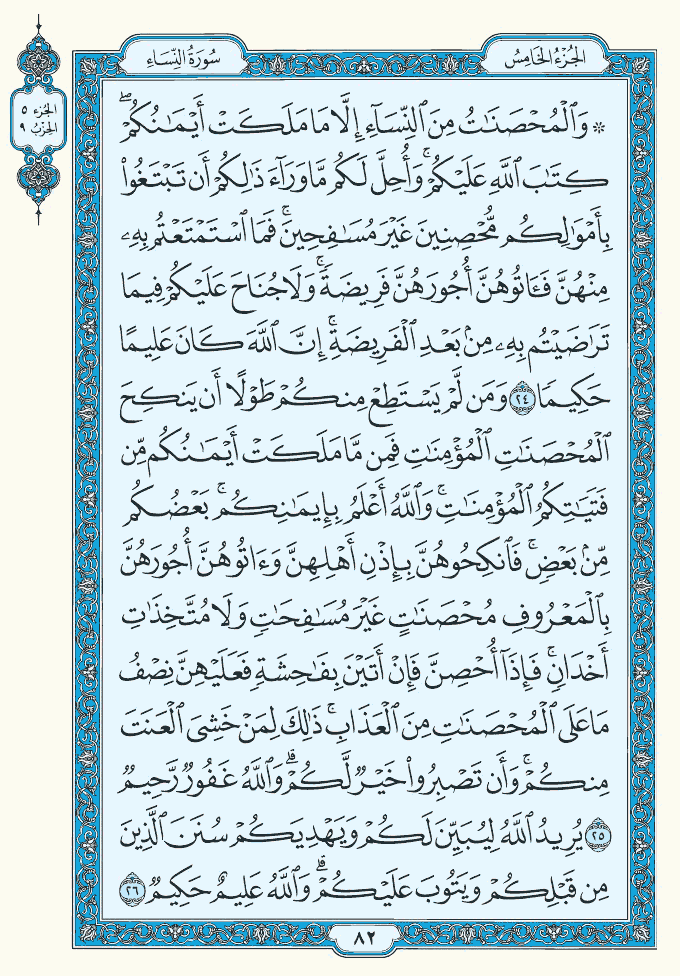 الجُزْءُ الخَامِسُ
سُورَةُ النِّسَاءِ
الجزء ٥
الحزب ٩
۞ وَٱلْمُحْصَنَٰتُ مِنَ ٱلنِّسَآءِ إِلَّا مَا مَلَكَتْ أَيْمَٰنُكُمْۖ
كِتَٰبَ ٱللَّهِ عَلَيْكُمْۚ وَأُحِلَّ لَكُم مَّا وَرَآءَ ذَٰلِكُمْ أَن تَبْتَغُوا۟
بِأَمْوَٰلِكُم مُّحْصِنِينَ غَيْرَ مُسَٰفِحِينَۚ فَمَا ٱسْتَمْتَعْتُم بِهِۦ
مِنْهُنَّ فَـَٔاتُوهُنَّ أُجُورَهُنَّ فَرِيضَةًۚ وَلَا جُنَاحَ عَلَيْكُمْ فِيمَا
تَرَٰضَيْتُم بِهِۦ مِنۢ بَعْدِ ٱلْفَرِيضَةِۚ إِنَّ ٱللَّهَ كَانَ عَلِيمًا
حَكِيمًا ٢٤ وَمَن لَّمْ يَسْتَطِعْ مِنكُمْ طَوْلًا أَن يَنكِحَ
ٱلْمُحْصَنَٰتِ ٱلْمُؤْمِنَٰتِ فَمِن مَّا مَلَكَتْ أَيْمَٰنُكُم مِّن
فَتَيَٰتِكُمُ ٱلْمُؤْمِنَٰتِۚ وَٱللَّهُ أَعْلَمُ بِإِيمَٰنِكُمۚ بَعْضُكُم
مِّنۢ بَعْضٍۚ فَٱنكِحُوهُنَّ بِإِذْنِ أَهْلِهِنَّ وَءَاتُوهُنَّ أُجُورَهُنَّ
بِٱلْمَعْرُوفِ مُحْصَنَٰتٍ غَيْرَ مُسَٰفِحَٰتٍ وَلَا مُتَّخِذَٰتِ
أَخْدَانٍۚ فَإِذَآ أُحْصِنَّ فَإِنْ أَتَيْنَ بِفَٰحِشَةٍ فَعَلَيْهِنَّ نِصْفُ
مَا عَلَى ٱلْمُحْصَنَٰتِ مِنَ ٱلْعَذَابِۚ ذَٰلِكَ لِمَنْ خَشِىَ ٱلْعَنَتَ
مِنكُمْۚ وَأَن تَصْبِرُوا۟ خَيْرٌ لَّكُمْۗ وَٱللَّهُ غَفُورٌ رَّحِيمٌ
٢٥ يُرِيدُ ٱللَّهُ لِيُبَيِّنَ لَكُمْ وَيَهْدِيَكُمْ سُنَنَ ٱلَّذِينَ
مِن قَبْلِكُمْ وَيَتُوبَ عَلَيْكُمْۗ وَٱللَّهُ عَلِيمٌ حَكِيمٌ ٢٦
٨٢